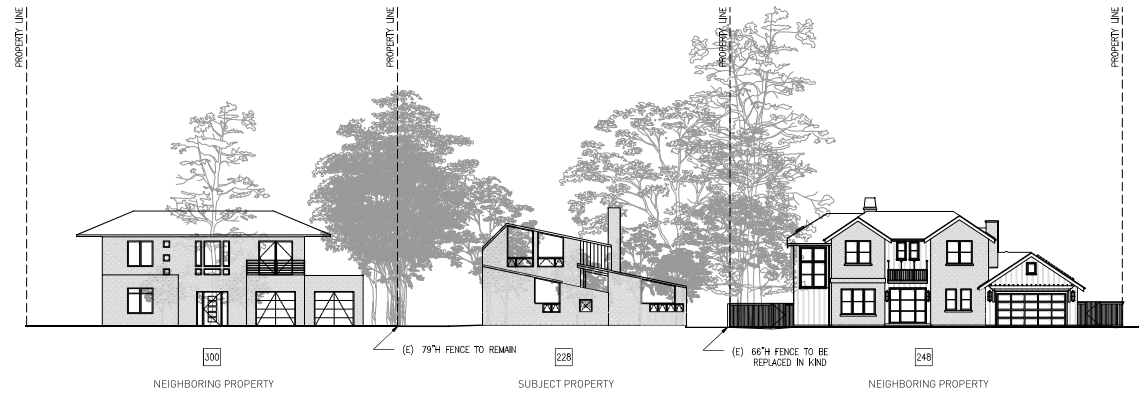 PROPERTY LINE
PROPERTY LINE
PROPERTY LINE
PROPERTY LINE
(E) 79"H FENCE TO REMAIN
(E) 66"H FENCE TO BE
REPLACED IN KIND
300
228
248
NEIGHBORING PROPERTY
SUBJECT PROPERTY
NEIGHBORING PROPERTY